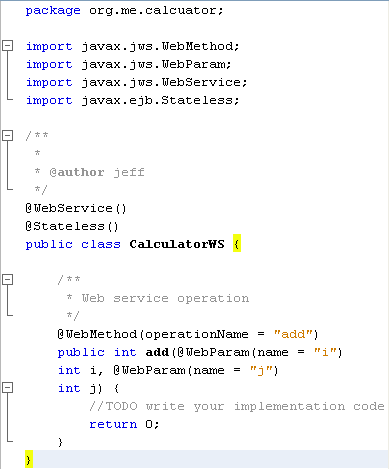 package org.me.calcuator;
import javax.jws.WebMethod;
import javax.jws.WebParam;
import javax.jws.WebService;
import javax.ejb.Stateless;
/**
*
* @author jeff
*/
@WebService()
@Stateless()
public class CalculatorWS {
/**
* Web service operation
*/
@WebMethod(operationName = "add")
public int add(@WebParam(name = "i")
int i, @WebParam(name = "j")
int j) {
//TODO write your implementation code
return 0;
}
}